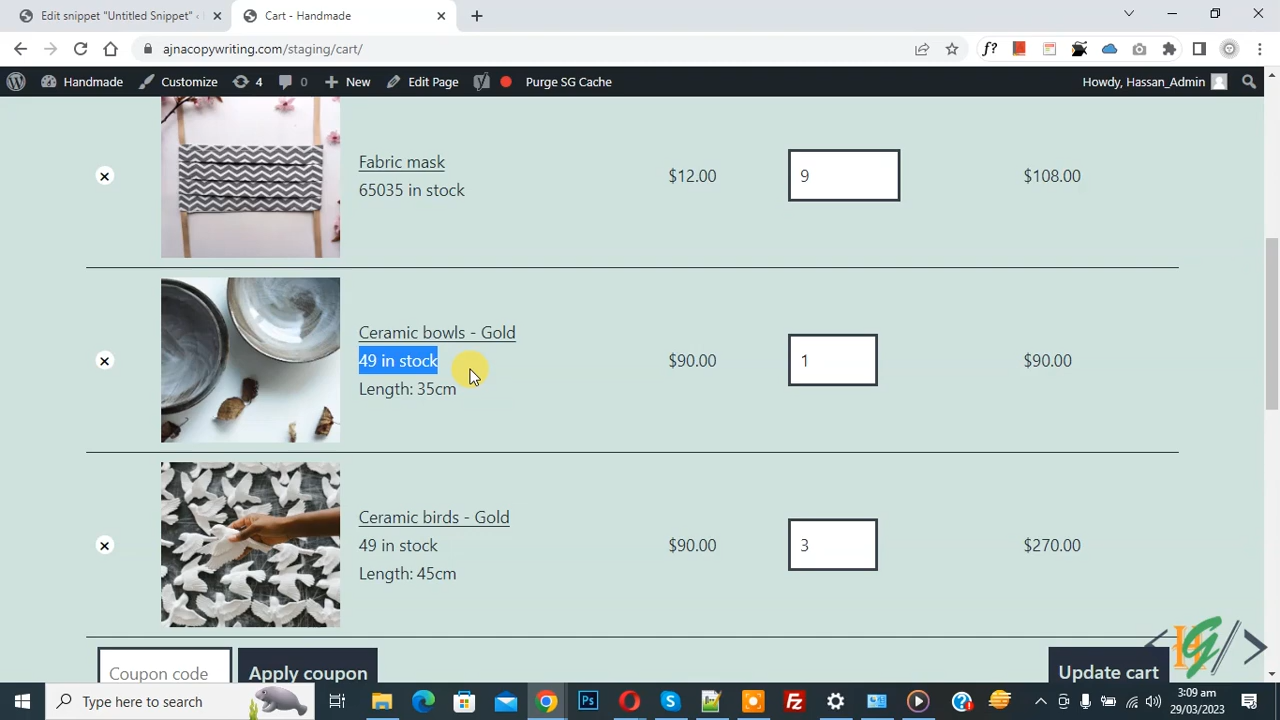 Edit snippet "Untitled Snippet" ‹
Cart - Handmade
ajnacopywriting.com/staging/cart/
f?
Handmade
Customize
4
0
New
Edit Page
Purge SG Cache
Howdy, Hassan_Admin
Fabric mask
65035 in stock
$12.00
9
$108.00
Ceramic bowls - Gold
49 in stock
Length: 35cm
$90.00
1
$90.00
Ceramic birds - Gold
49 in stock
Length: 45cm
$90.00
3
$270.00
Coupon code
Apply coupon
Update cart
Type here to search
Ps
3:09 am
29/03/2023